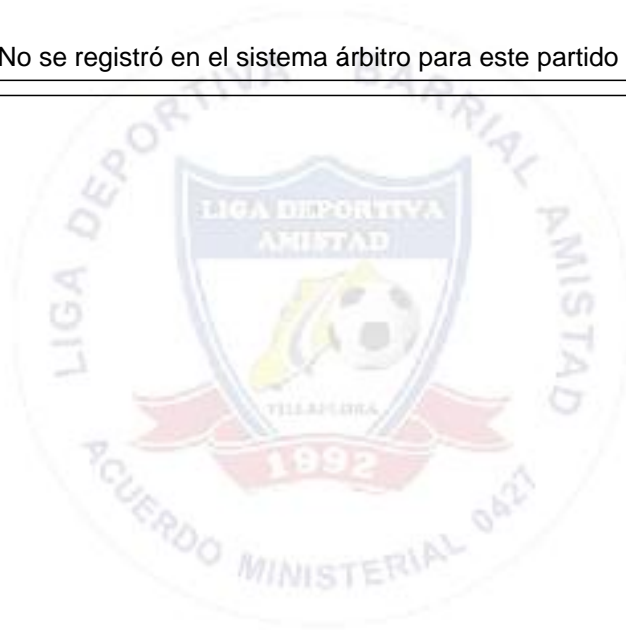 No se registró en el sistema árbitro para este partido
LIGA DEPORTIVA BARRIAL AMISTAD
LIGA DEPORTIVA
AMISTAD
VILLAFLORA
1992
ACUERDO MINISTERIAL 0427